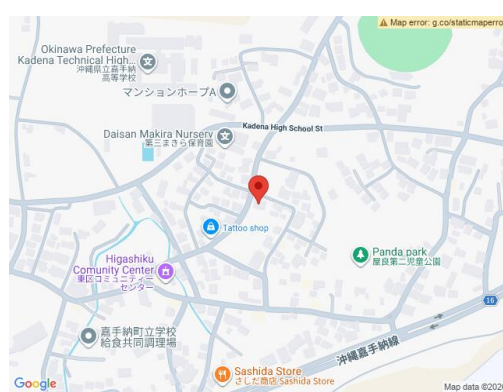 Map error: g.co/staticmaperro
Okinawa Prefecture
Kadena Technical High...
沖縄県立嘉手納
高等学校
マンションホープA
Kadena High School St
Daisan Makira Nursery
第三まきら保育園
Tattoo shop
Panda park
屋良第二児童公園
Higashiku
Comunity Center
東区コミュニティー
センター
16
嘉手納町立学校
給食共同調理場
沖縄嘉手納線
Sashida Store
さしだ商店/Sashida Store
Google
Map data ©2026